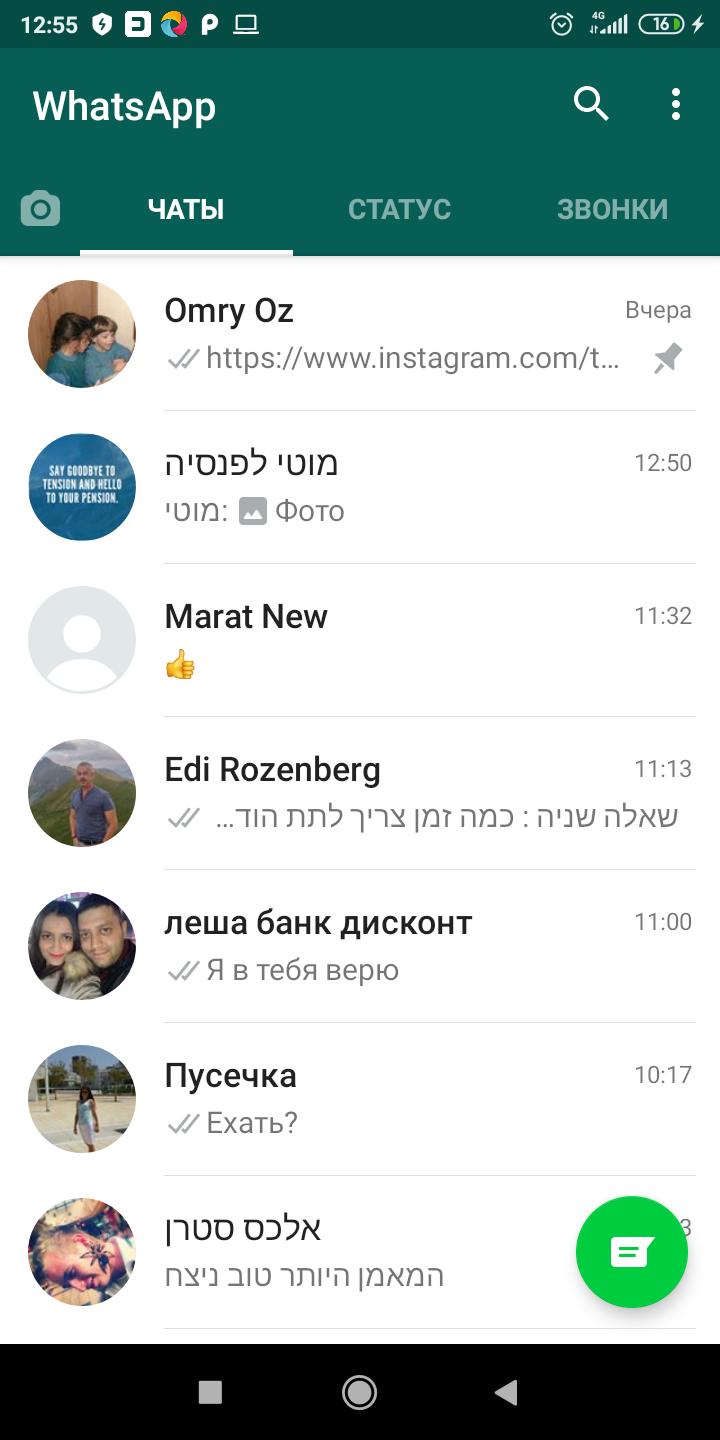 12:55
4G
16
WhatsApp
ЧАТЫ
СТАТУС
ЗВОНКИ
Omry Oz
Вчера
https://www.instagram.com/t...
SAY GOODBYE TO
TENSION AND HELLO
TO YOUR PENSION.
מוטי לפנסיה
12:50
מוטי: Фото
Marat New
11:32
👍
Edi Rozenberg
11:13
שאלה שניה : כמה זמן צריך לתת הוד...
леша банк дисконт
11:00
Я в тебя верю
Пусечка
10:17
Ехать?
אלכס סטרן
3
המאמן היותר טוב ניצח